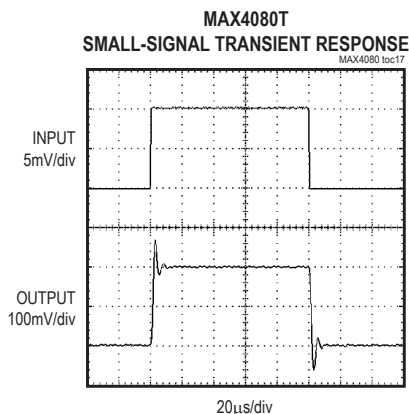 MAX4080T
SMALL-SIGNAL TRANSIENT RESPONSE
MAX4080 toc17
INPUT
5mV/div
OUTPUT
100mV/div
20μs/div